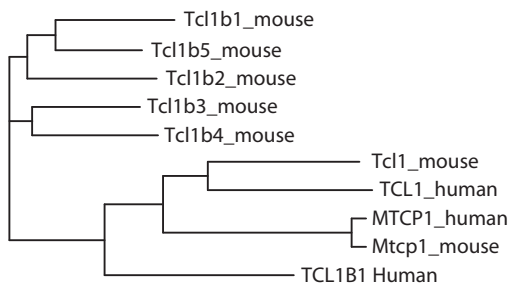 Tcl1b1_mouse
Tcl1b5_mouse
Tcl1b2_mouse
Tcl1b3_mouse
Tcl1b4_mouse
Tcl1_mouse
TCL1_human
MTCP1_human
Mtcp1_mouse
TCL1B1 Human